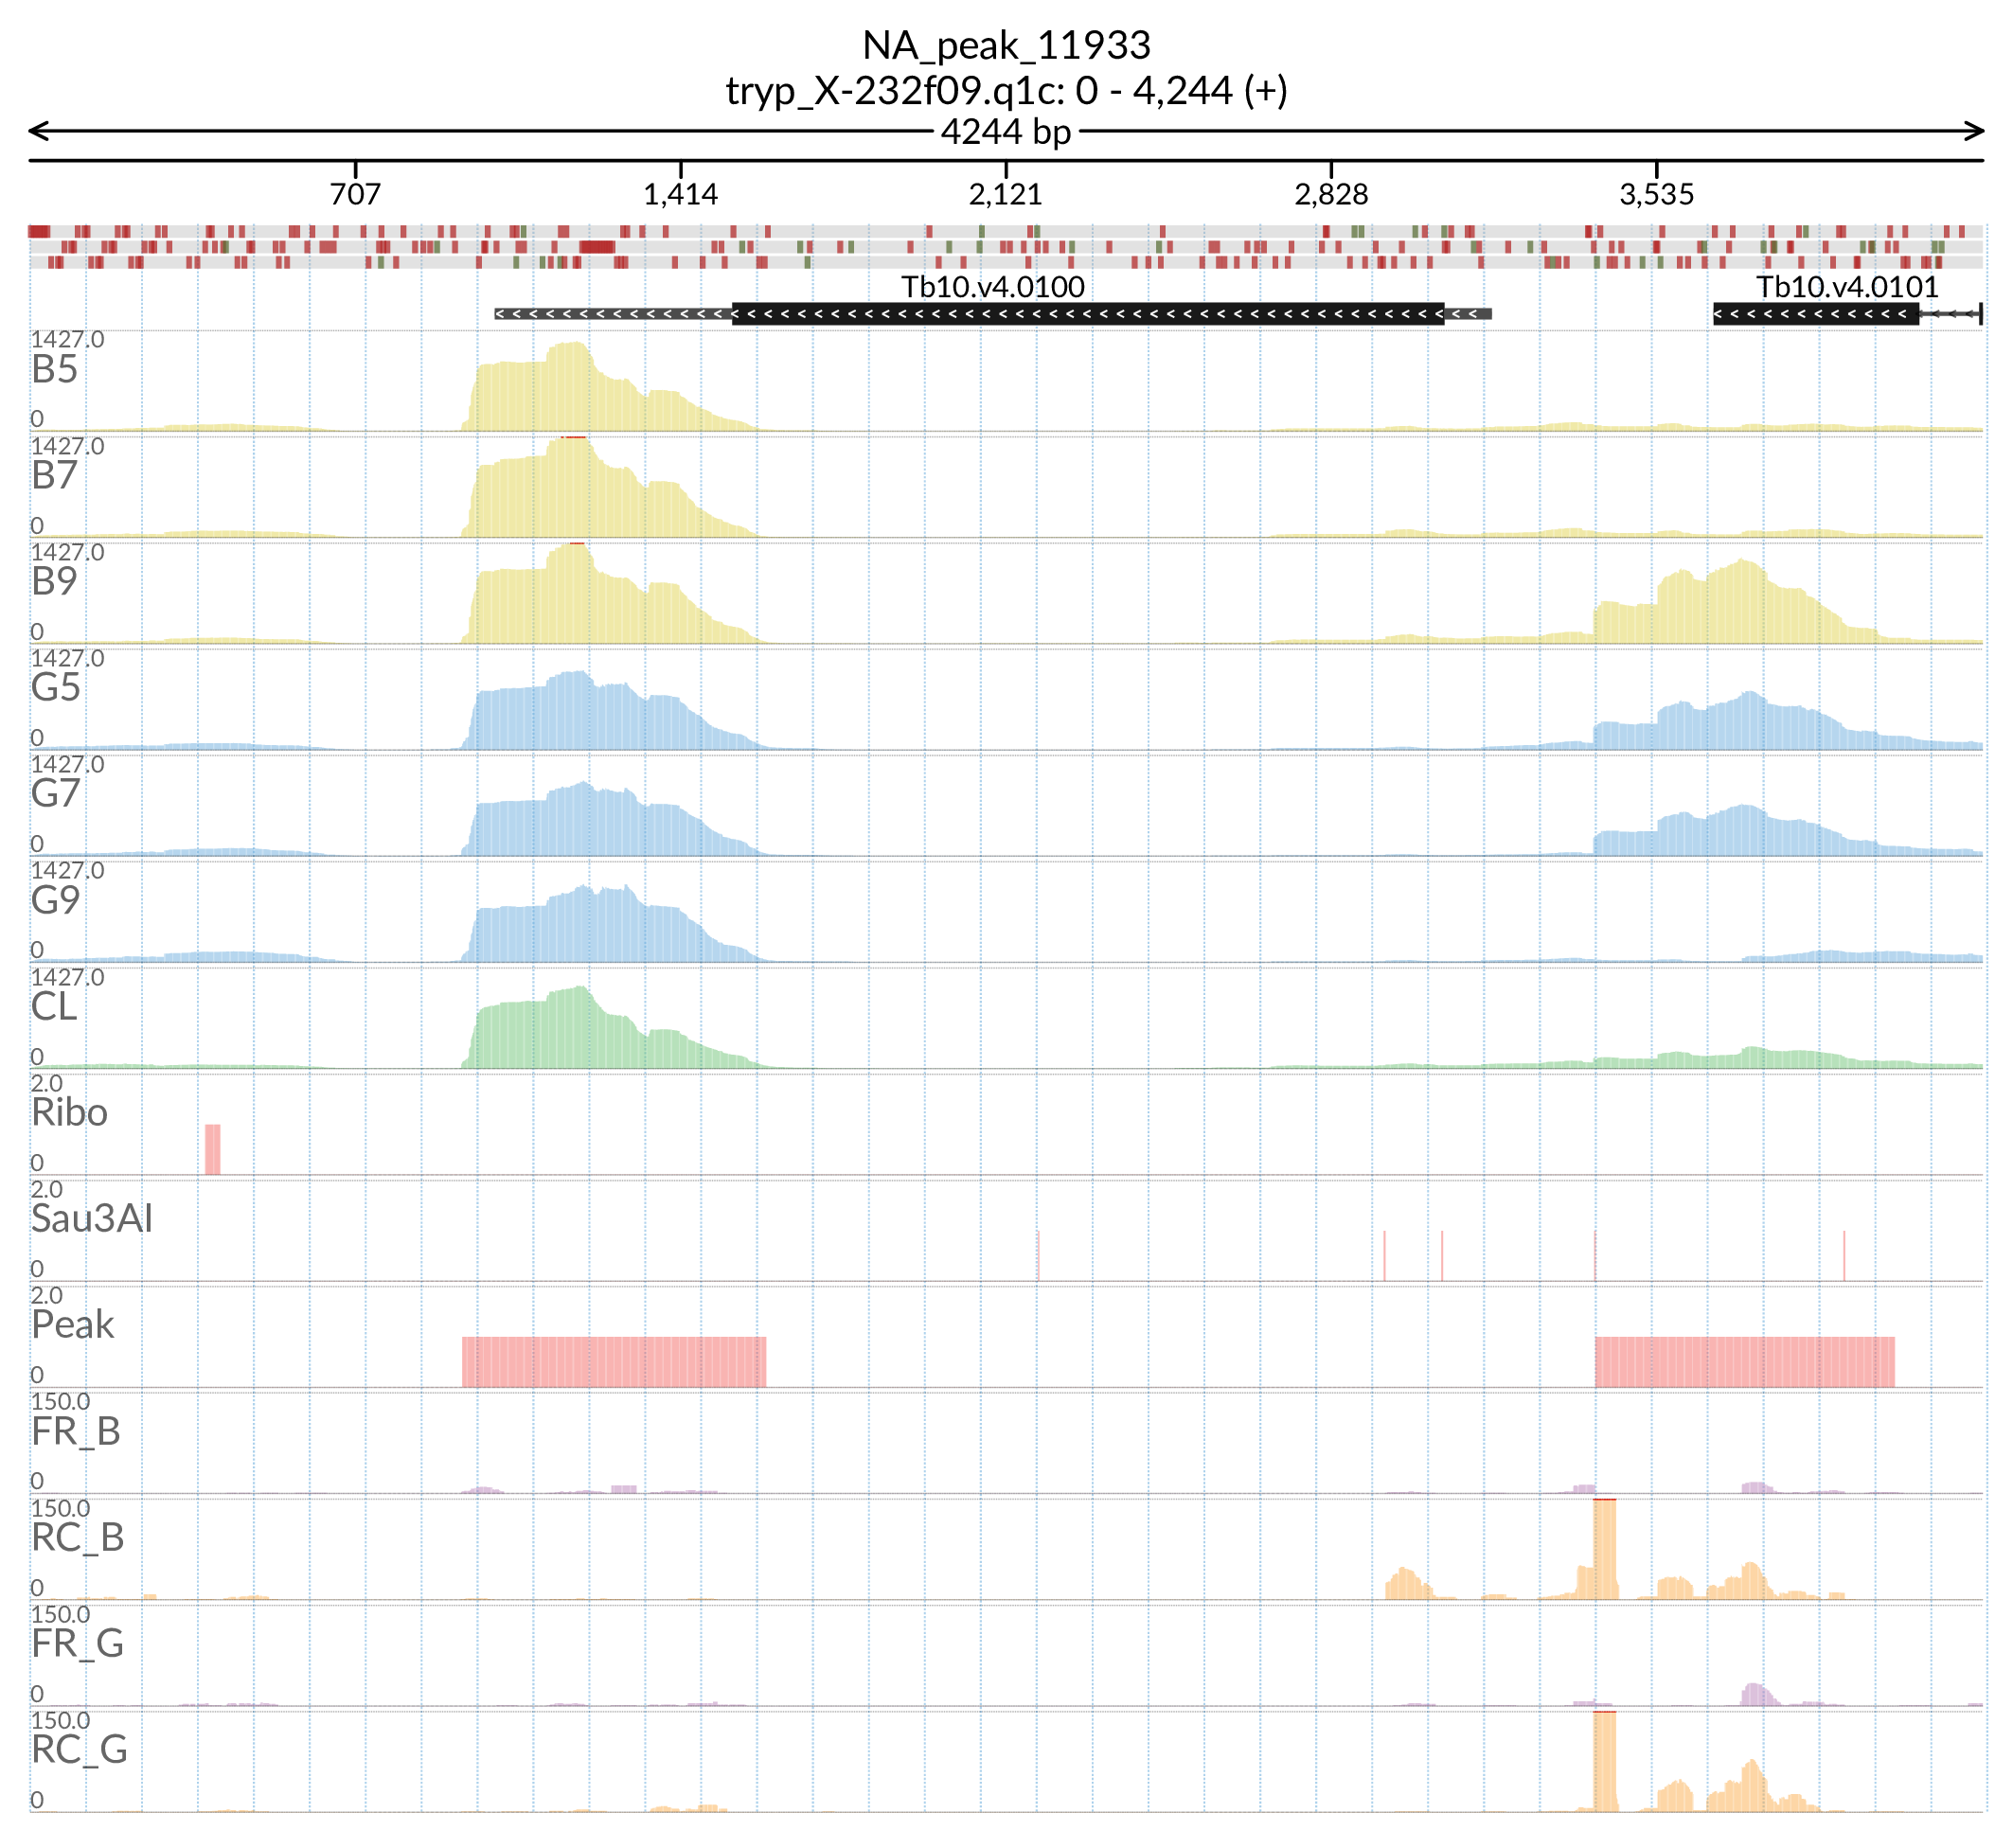 NA_peak_11933
tryp_X-232f09.q1c: 0 - 4,244 (+)
4244 bp
707 1,414 2,121 2,828 3,535
Tb10.v4.0100 Tb10.v4.0101
1427.0
B5
0
1427.0
B7
0
1427.0
B9
0
1427.0
G5
0
1427.0
G7
0
1427.0
G9
0
1427.0
CL
0
2.0
Ribo
0
2.0
Sau3AI
0
2.0
Peak
0
150.0
FR_B
0
150.0
RC_B
0
150.0
FR_G
0
150.0
RC_G
0